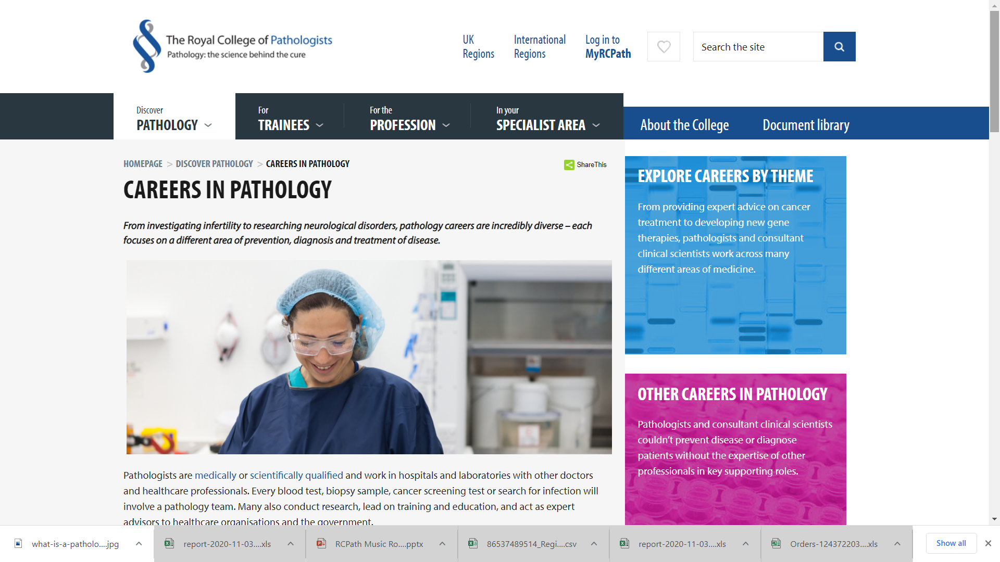 The Royal College of Pathologists
Pathology: the science behind the cure
UK
Regions
International
Regions
Log in to
MyRCPath
Search the site
Discover
PATHOLOGY
For
TRAINEES
For the
PROFESSION
In your
SPECIALIST AREA
About the College
Document library
HOMEPAGE > DISCOVER PATHOLOGY > CAREERS IN PATHOLOGY
ShareThis
CAREERS IN PATHOLOGY
From investigating infertility to researching neurological disorders, pathology careers are incredibly diverse – each
focuses on a different area of prevention, diagnosis and treatment of disease.
Pathologists are medically or scientifically qualified and work in hospitals and laboratories with other doctors
and healthcare professionals. Every blood test, biopsy sample, cancer screening test or search for infection will
involve a pathology team. Many also conduct research, lead on training and education, and act as expert
advisors to healthcare organisations and the government.
EXPLORE CAREERS BY THEME
From providing expert advice on cancer
treatment to developing new gene
therapies, pathologists and consultant
clinical scientists work across many
different areas of medicine.
OTHER CAREERS IN PATHOLOGY
Pathologists and consultant clinical scientists
couldn't prevent disease or diagnose
patients without the expertise of other
professionals in key supporting roles.
what-is-a-patholo....jpg
report-2020-11-03....xls
RCPath Music Ro....pptx
86537489514_Regi....csv
report-2020-11-03....xls
Orders-124372203....xls
Show all